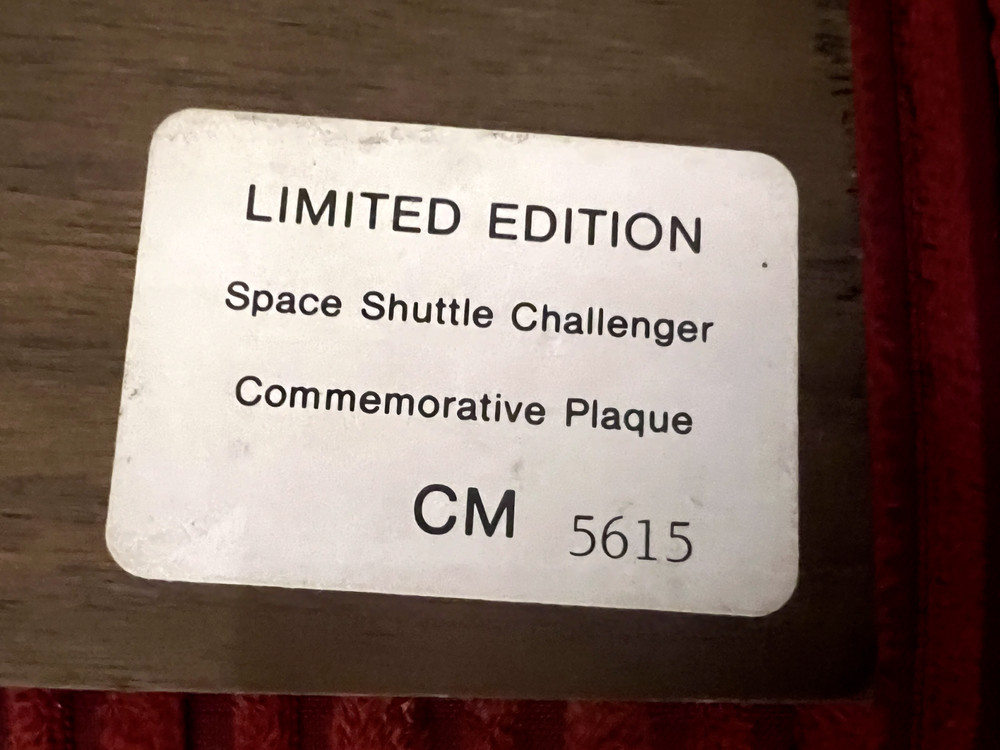 LIMITED EDITION
Space Shuttle Challenger
Commemorative Plaque
CM 5615